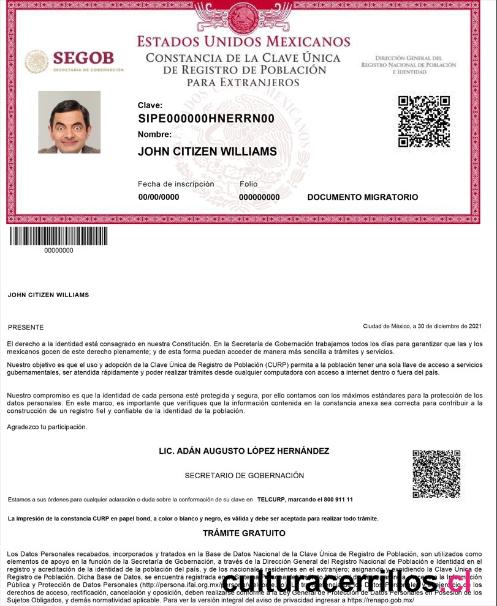 SEGOB
SECRETARÍA DE GOBERNACIÓN
ESTADOS UNIDOS MEXICANOS
CONSTANCIA DE LA CLAVE ÚNICA
DE REGISTRO DE POBLACIÓN
PARA EXTRANJEROS
DIRECCIÓN GENERAL DEL
REGISTRO NACIONAL DE POBLACIÓN
E IDENTIDAD
Clave:
SIPE000000HNERRN00
Nombre:
JOHN CITIZEN WILLIAMS
Fecha de inscripción Folio
00/00/0000 000000000 DOCUMENTO MIGRATORIO
00000000
JOHN CITIZEN WILLIAMS
PRESENTE Ciudad de México, a 30 de diciembre de 2021
El derecho a la identidad está consagrado en nuestra Constitución. En la Secretaría de Gobernación trabajamos todos los días para garantizar que las y los
mexicanos gocen de este derecho plenamente; y de esta forma puedan acceder de manera más sencilla a trámites y servicios.
Nuestro objetivo es que el uso y adopción de la Clave Única de Registro de Población (CURP) permita a la población tener una sola llave de acceso a servicios
gubernamentales, ser atendida rápidamente y poder realizar trámites desde cualquier computadora con acceso a internet dentro o fuera del país.
Nuestro compromiso es que la identidad de cada persona esté protegida y segura, por ello contamos con los máximos estándares para la protección de los
datos personales. En este marco, es importante que verifiques que la información contenida en la constancia anexa sea correcta para contribuir a la
construcción de un registro fiel y confiable de la identidad de la población.
Agradezco tu participación.
LIC. ADÁN AUGUSTO LÓPEZ HERNÁNDEZ
SECRETARIO DE GOBERNACIÓN
Estamos a sus órdenes para cualquier aclaración o duda sobre la conformación de su clave en TELCURP, marcando el 800 911 11
La impresión de la constancia CURP en papel bond, a color o blanco y negro, es válida y debe ser aceptada para realizar todo trámite.
TRÁMITE GRATUITO
Los Datos Personales recabados, incorporados y tratados en la Base de Datos Nacional de la Clave Única de Registro de Población, son utilizados como
elementos de apoyo en la función de la Secretaría de Gobernación, a través de la Dirección General del Registro Nacional de Población e Identidad en el
registro y acreditación de la identidad de la población del país, y de los nacionales residentes en el extranjero; asignando y expidiendo la Clave Única de
Registro de Población. Dicha Base de Datos, se encuentra registrada en
Pública y Protección de Datos Personales (http://persona.ifai.org.mx/
derechos de acceso, rectificación, cancelación y oposición, deben realizarse conforme a la Ley General de Protección de Datos Personales en Posesión de los
Sujetos Obligados, y demás normatividad aplicable. Para ver la versión integral del aviso de privacidad ingresar a https://renapo.gob.mx/
culturacerrillos.cl